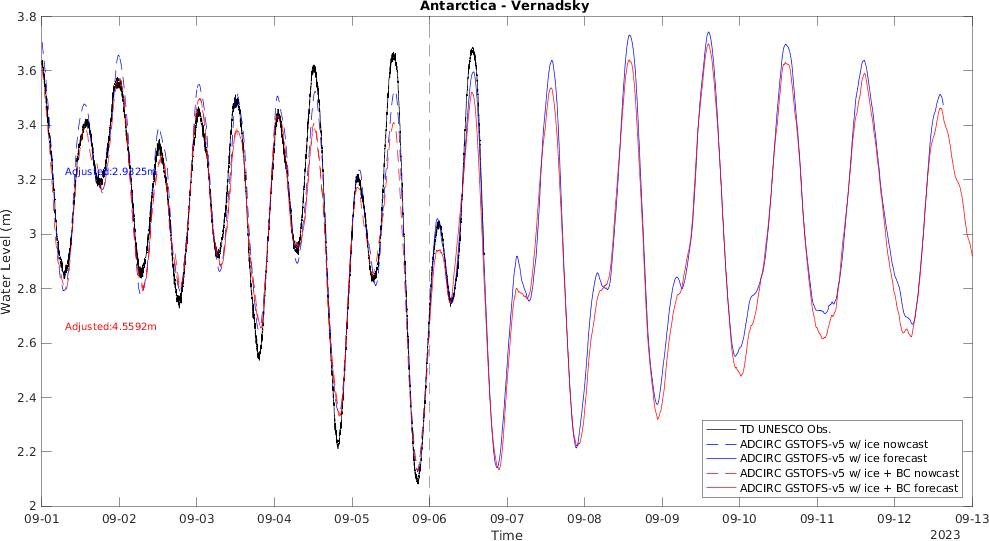 Antarctica - Vernadsky
3.8
3.6
3.4
3.2
3
2.8
2.6
2.4
2.2
2
Water Level (m)
Adjusted:2.9325m
Adjusted:4.5592m
TD UNESCO Obs.
ADCIRC GSTOFS-v5 w/ ice nowcast
ADCIRC GSTOFS-v5 w/ ice forecast
ADCIRC GSTOFS-v5 w/ ice + BC nowcast
ADCIRC GSTOFS-v5 w/ ice + BC forecast
09-01 09-02 09-03 09-04 09-05 09-06 09-07 09-08 09-09 09-10 09-11 09-12 09-13
Time
2023